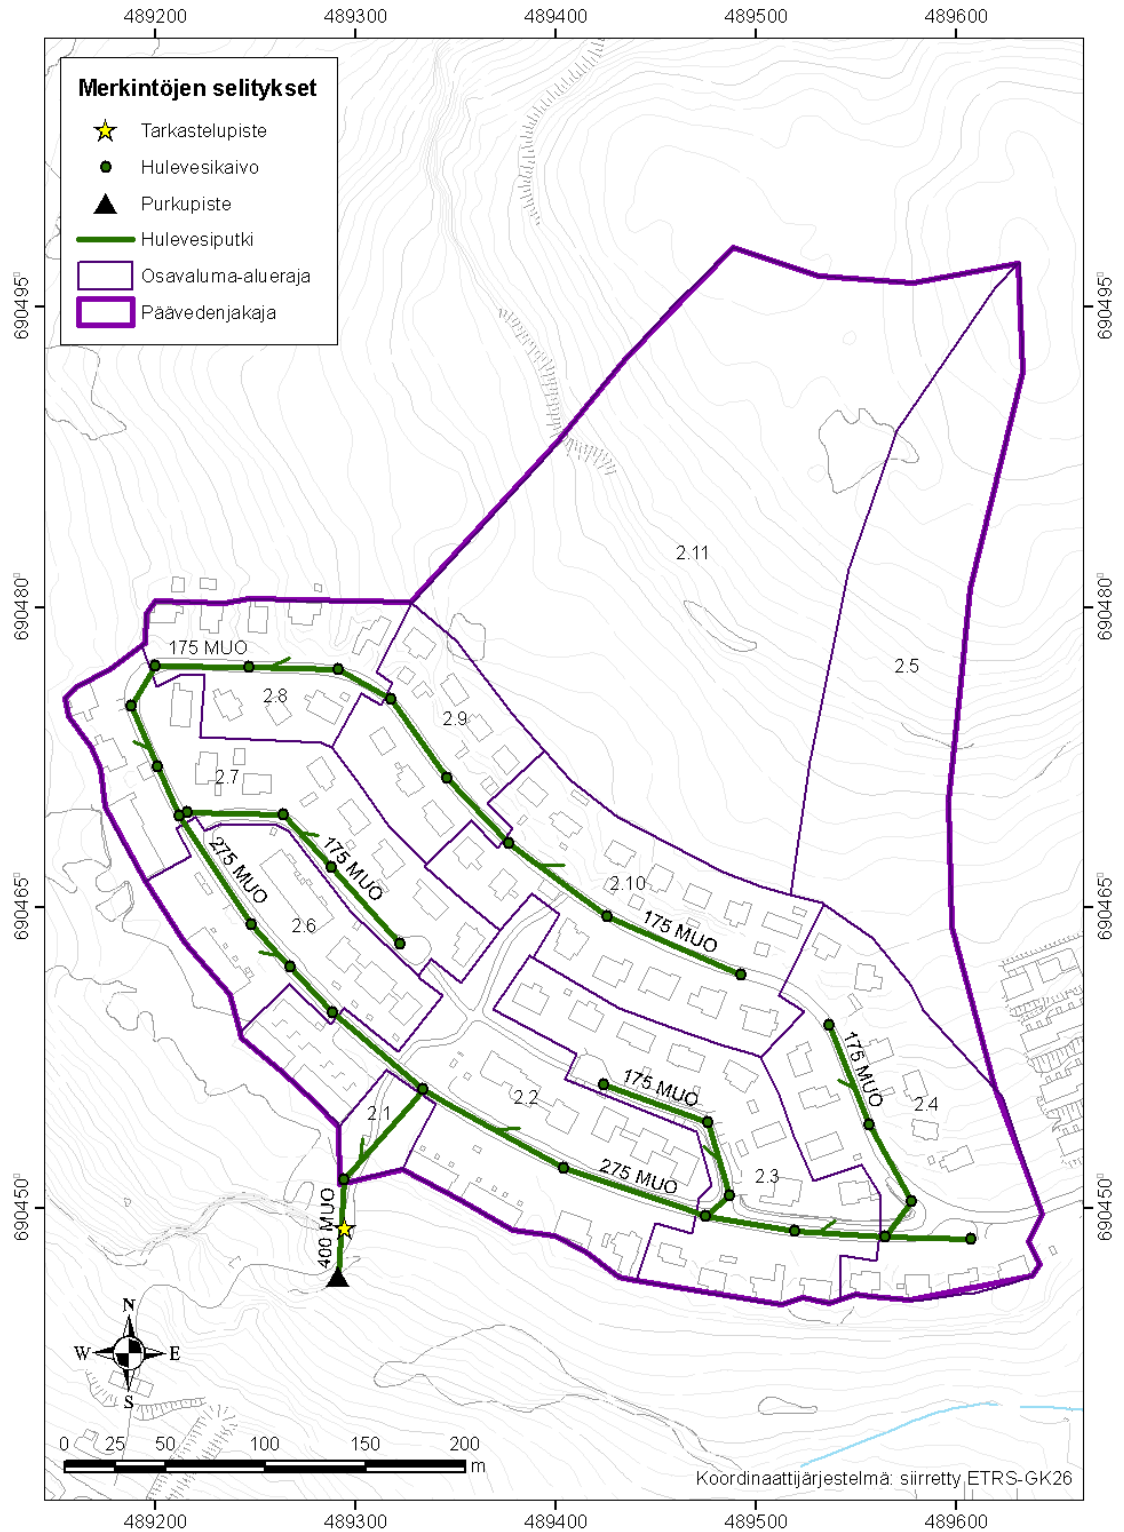 489200 489300 489400 489500 489600
Merkintöjen selitykset
Tarkastelupiste
Hulevesikaivo
Purkupiste
Hulevesiputki
Osavaluma-alueraja
Päävedenjakaja
690495
690495
2.11
690480
690480
175 MUO
2.5
2.8
2.9
2.7
275 MUO
175 MUO
2.10
690465
690465
2.6
175 MUO
175 MUO
175 MUO
2.2
2.4
2.1
275 MUO
2.3
690450
690450
400 MUO
N
W E
S
0 25 50 100 150 200
m
Koordinaattijärjestelmä: siirretty ETRS-GK26
489200 489300 489400 489500 489600